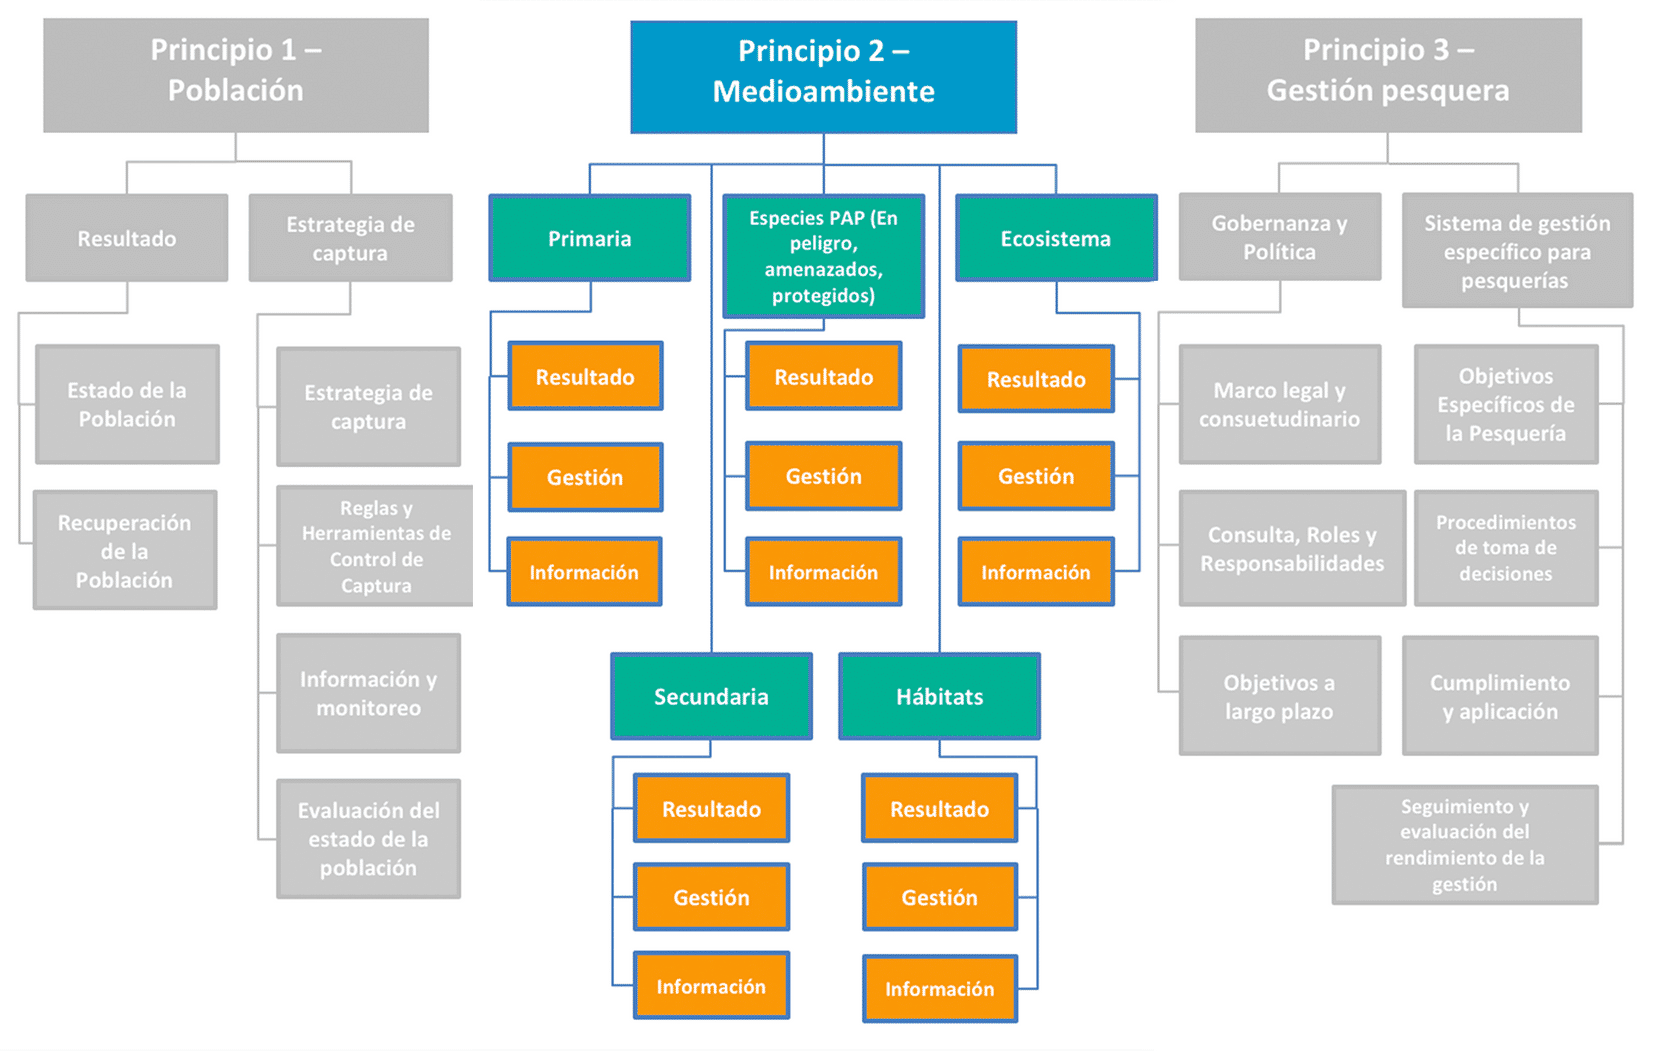 Principio 1 –
Población
Resultado
Estado de la
Población
Recuperación
de la
Población
Estrategia de
captura
Estrategia de
captura
Reglas y
Herramientas de
Control de
Captura
Información y
monitoreo
Evaluación del
estado de la
población
Principio 2 –
Medioambiente
Primaria
Resultado
Gestión
Información
Especies PAP (En
peligro,
amenazados,
protegidos)
Resultado
Gestión
Información
Ecosistema
Resultado
Gestión
Información
Secundaria
Resultado
Gestión
Información
Hábitats
Resultado
Gestión
Información
Principio 3 –
Gestión pesquera
Gobernanza y
Política
Marco legal y
consuetudinario
Consulta, Roles y
Responsabilidades
Objetivos a
largo plazo
Sistema de gestión
específico para
pesquerías
Objetivos
Específicos de
la Pesquería
Procedimientos
de toma de
decisiones
Cumplimiento
y aplicación
Seguimiento y
evaluación del
rendimiento de la
gestión